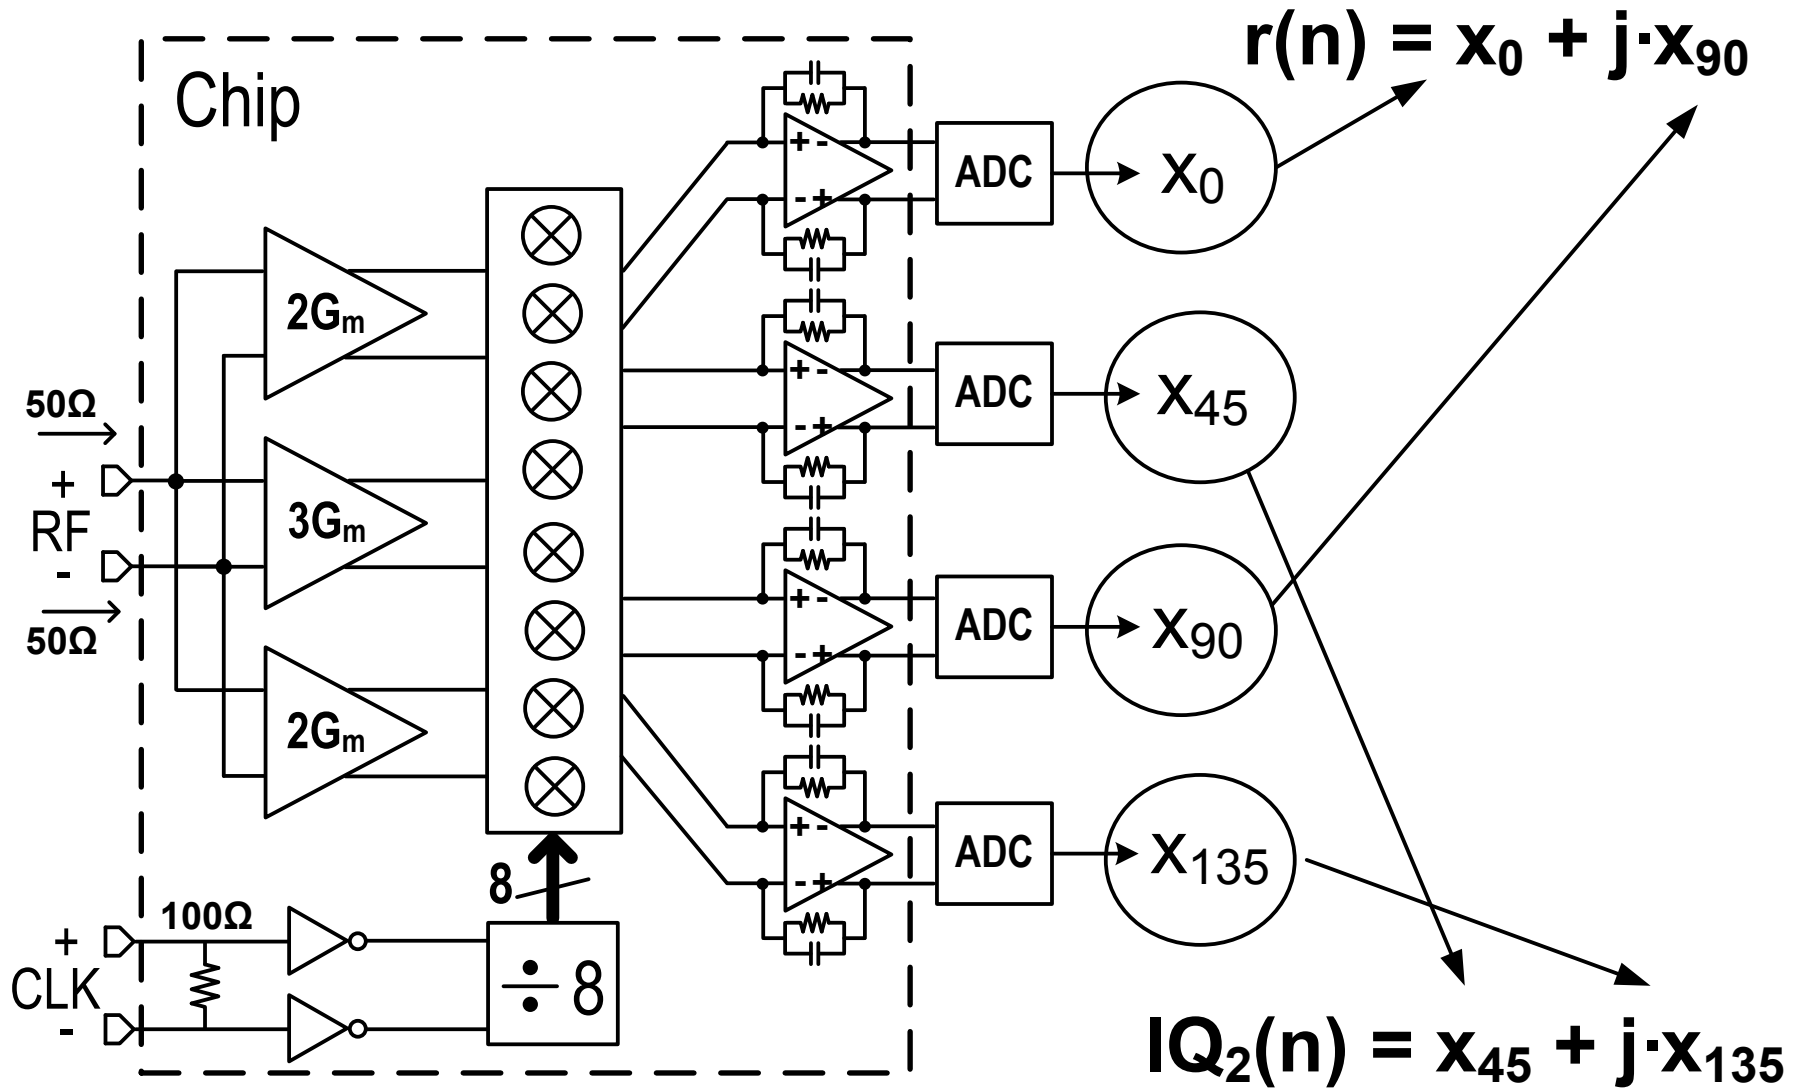 r(n) = x₀ + j·x₉₀
Chip
+ -
- +
ADC
X₀
2Gₘ
50Ω
+ -
- +
ADC
X₄₅
+
RF
-
3Gₘ
50Ω
+ -
- +
ADC
X₉₀
2Gₘ
+ -
- +
ADC
X₁₃₅
8
100Ω
+
CLK
-
÷ 8
IQ₂(n) = x₄₅ + j·x₁₃₅